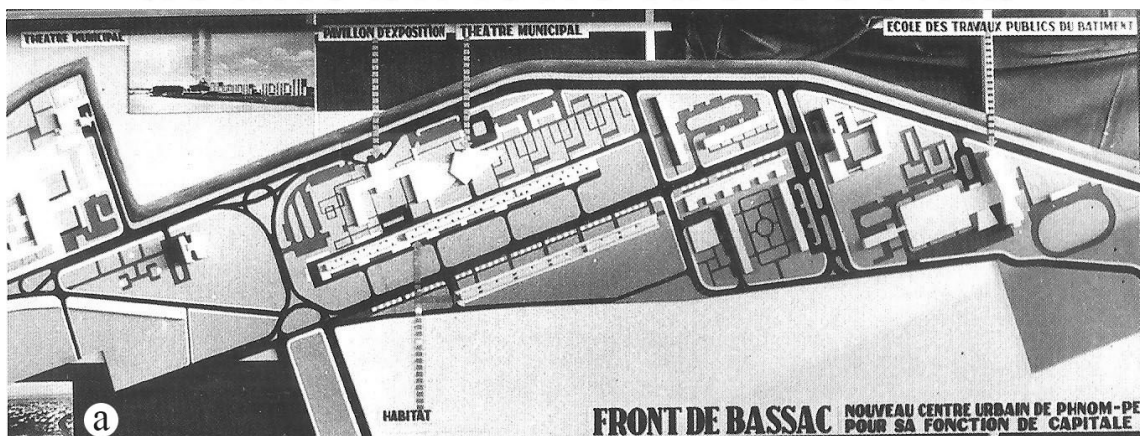 THEATRE MUNICIPAL
PAVILLON D'EXPOSITION
THEATRE MUNICIPAL
ECOLE DES TRAVAUX PUBLICS DU BATIMENT
HABITAT
a
FRONT DE BASSAC
NOUVEAU CENTRE URBAIN DE PHNOM-PE
POUR SA FONCTION DE CAPITALE